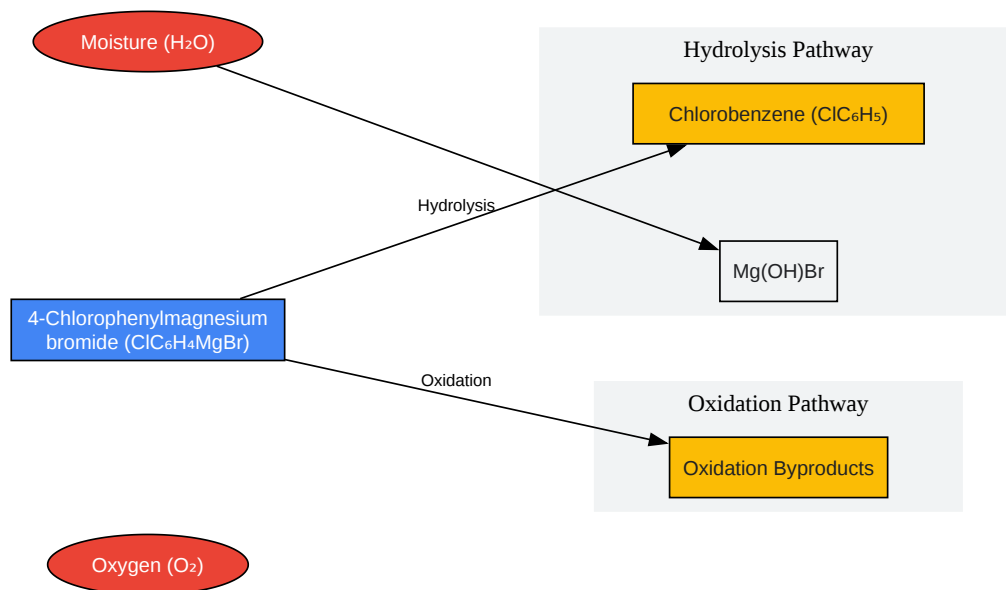 Moisture (H₂O)
Hydrolysis Pathway
Chlorobenzene (ClC₆H₅)
Hydrolysis
Mg(OH)Br
4-Chlorophenylmagnesium
bromide (ClC₆H₄MgBr)
Oxidation
Oxidation Pathway
Oxidation Byproducts
Oxygen (O₂)